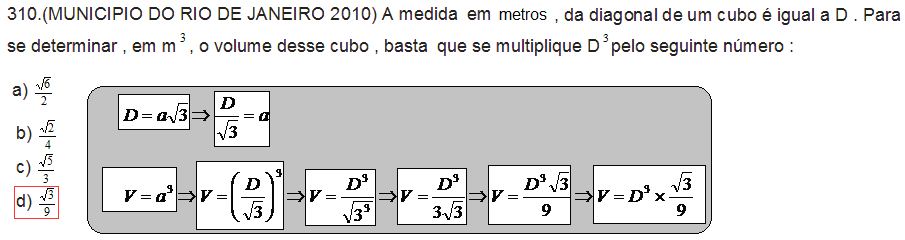 310.(MUNICIPIO DO RIO DE JANEIRO 2010) A medida em metros , da diagonal de um cubo é igual a D . Para
se determinar , em m³ , o volume desse cubo , basta que se multiplique D³ pelo seguinte número :
a) √6/2
b) √2/4
c) √3/3
d) √3/9
D = a√3 ⇒ D/√3 = a
V = a³ ⇒ V = (D/√3)³ ⇒ V = D³/√3³ ⇒ V = D³/3√3 ⇒ V = D³√3/9 ⇒ V = D³ × √3/9